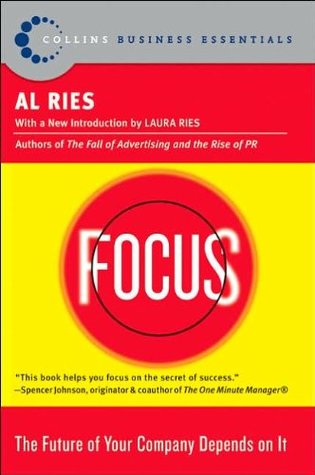 COLLINS BUSINESS ESSENTIALS
AL RIES
With a New Introduction by LAURA RIES
Authors of The Fall of Advertising and the Rise of PR
FOCUS
"This book helps you focus on the secret of success."
—Spencer Johnson, originator & coauthor of The One Minute Manager®
The Future of Your Company Depends on It